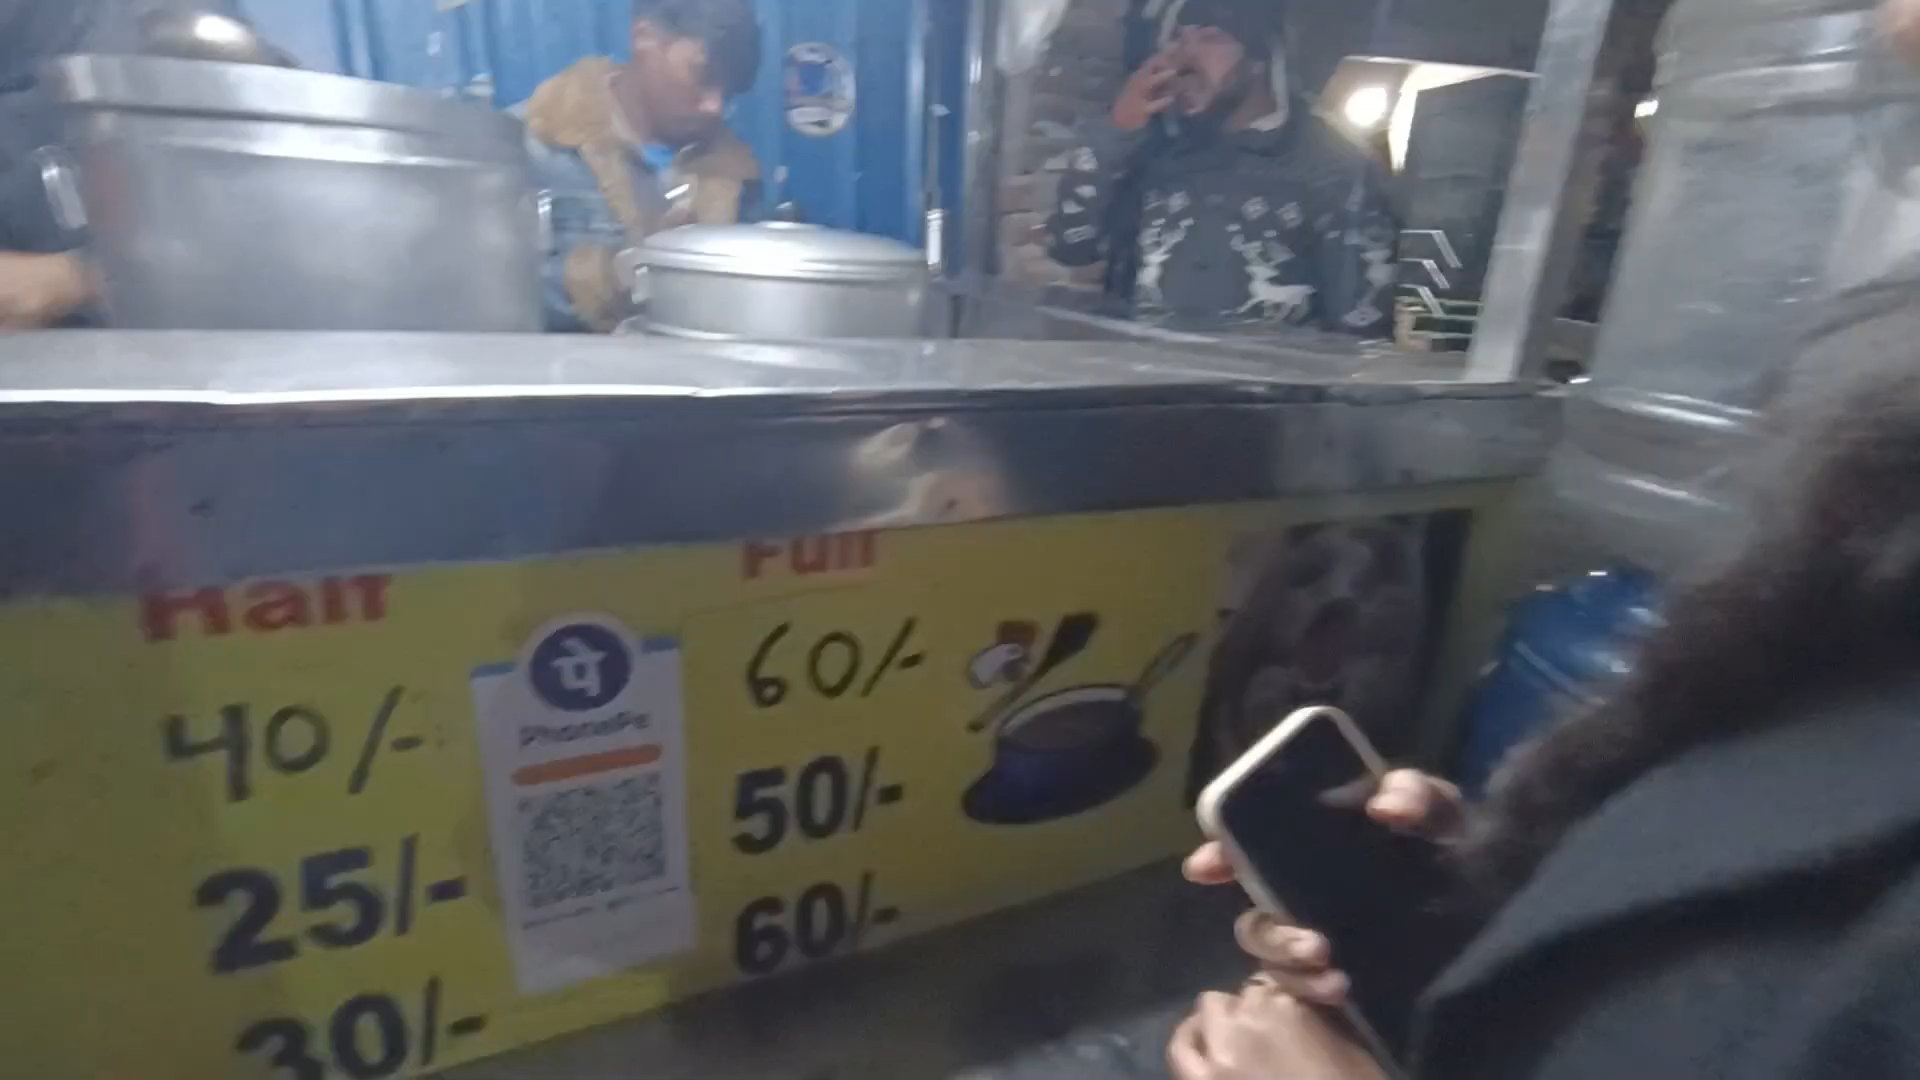 Half
Full
40/-
60/-
पे
PhonePe
25/-
50/-
30/-
60/-